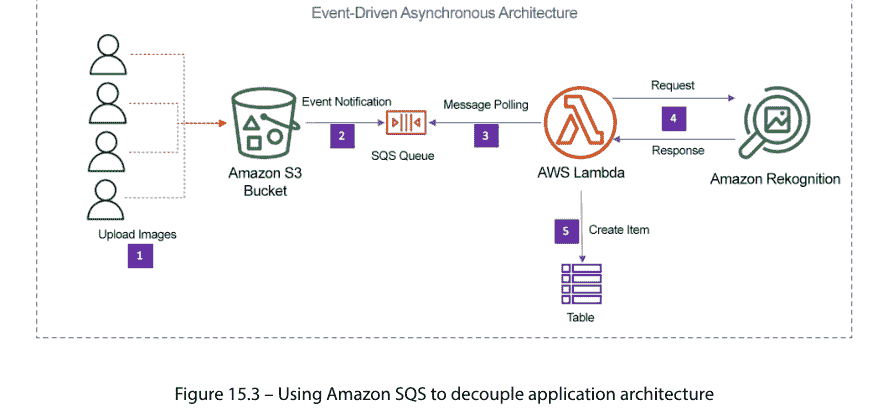 Event-Driven Asynchronous Architecture
Event Notification
Message Polling
Request
2
3
4
SQS Queue
Response
Amazon S3
Bucket
AWS Lambda
Amazon Rekognition
Upload Images
1
5
Create Item
Table
Figure 15.3 – Using Amazon SQS to decouple application architecture